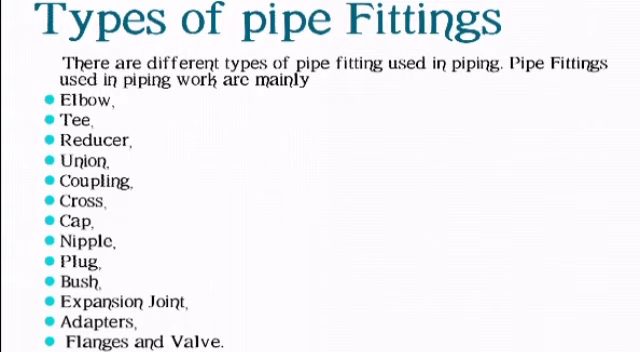 Types of pipe Fittings
There are different types of pipe fitting used in piping. Pipe Fittings
used in piping work are mainly
Elbow,
Tee,
Reducer,
Union,
Coupling,
Cross,
Cap,
Nipple,
Plug,
Bush,
Expansion Joint,
Adapters,
Flanges and Valve.